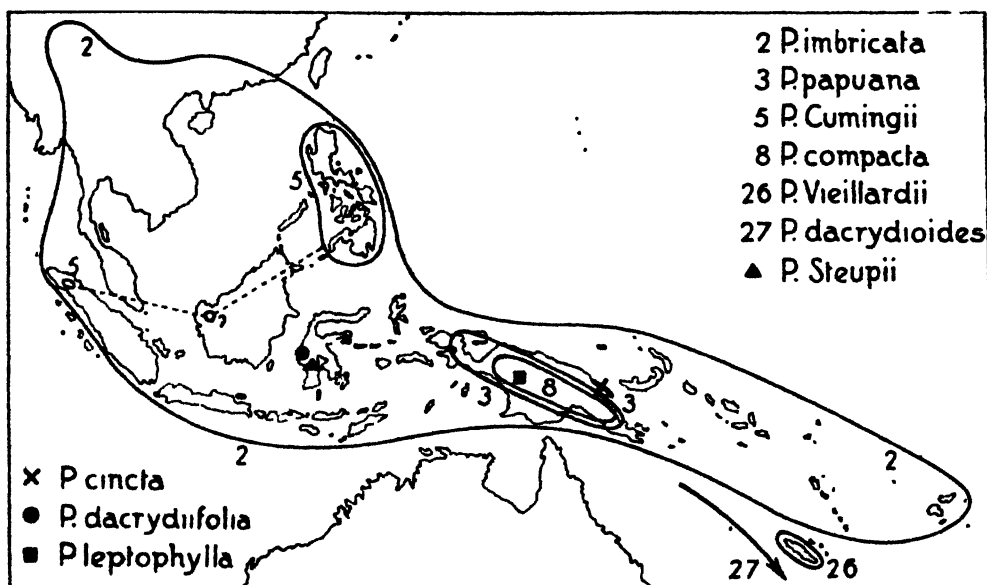 2 P. imbricata
3 P. papuana
5 P. Cumingii
8 P. compacta
26 P. Vieillardii
27 P. dacrydioides
▲ P. Steupii
2
5
5
?
3
8
3
2
2
× P cincta
● P. dacrydiifolia
■ P leptophylla
27
26